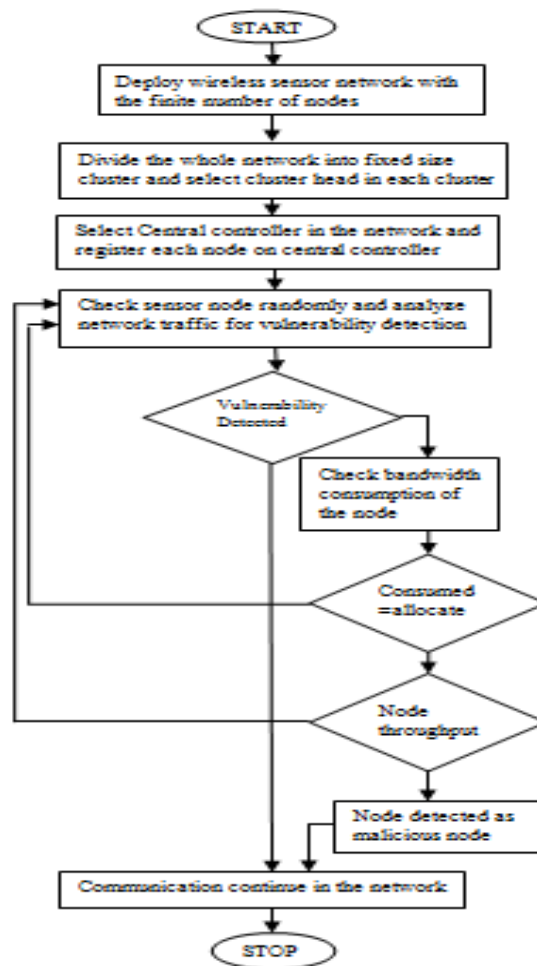 START
Deploy wireless sensor network with
the finite number of nodes
Divide the whole network into fixed size
cluster and select cluster head in each cluster
Select Central controller in the network and
register each node on central controller
Check sensor node randomly and analyze
network traffic for vulnerability detection
Vulnerability
Detected
Check bandwidth
consumption of
the node
Consumed
=allocate
Node
throughput
Node detected as
malicious node
Communication continue in the network
STOP